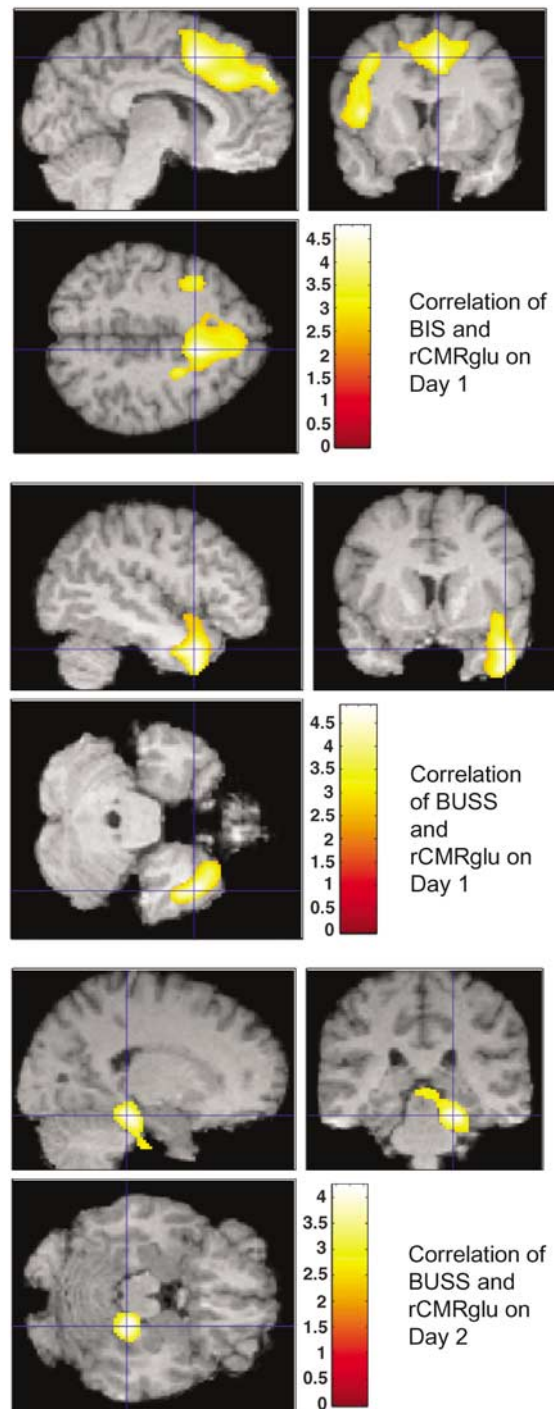 4.5
4
3.5
3
2.5
2
1.5
1
0.5
0
Correlation of
BIS and
rCMRglu on
Day 1
4.5
4
3.5
3
2.5
2
1.5
1
0.5
0
Correlation
of BUSS
and
rCMRglu on
Day 1
4
3.5
3
2.5
2
1.5
1
0.5
0
Correlation of
BUSS and
rCMRglu on
Day 2